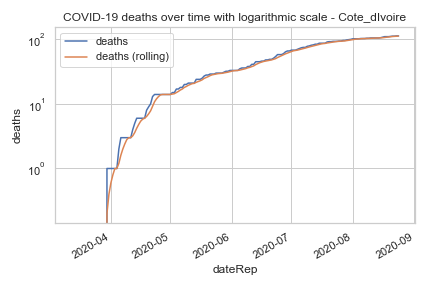 COVID-19 deaths over time with logarithmic scale - Cote_dIvoire
deaths
deaths (rolling)
10²
10¹
10⁰
deaths
2020-04
2020-05
2020-06
2020-07
2020-08
2020-09
dateRep